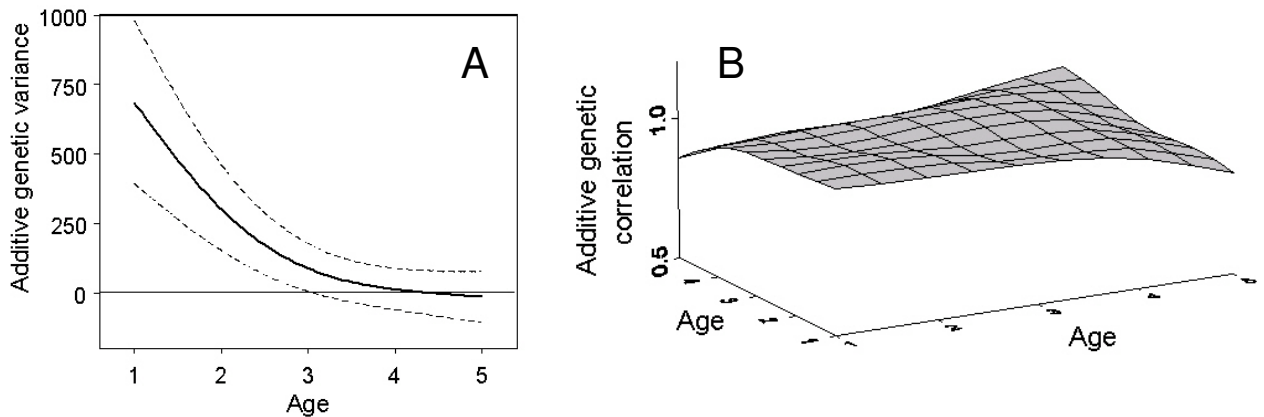 A
Additive genetic variance
1000
750
500
250
0
1 2 3 4 5
Age
B
Additive genetic
correlation
1.0
0.5
Age
Age